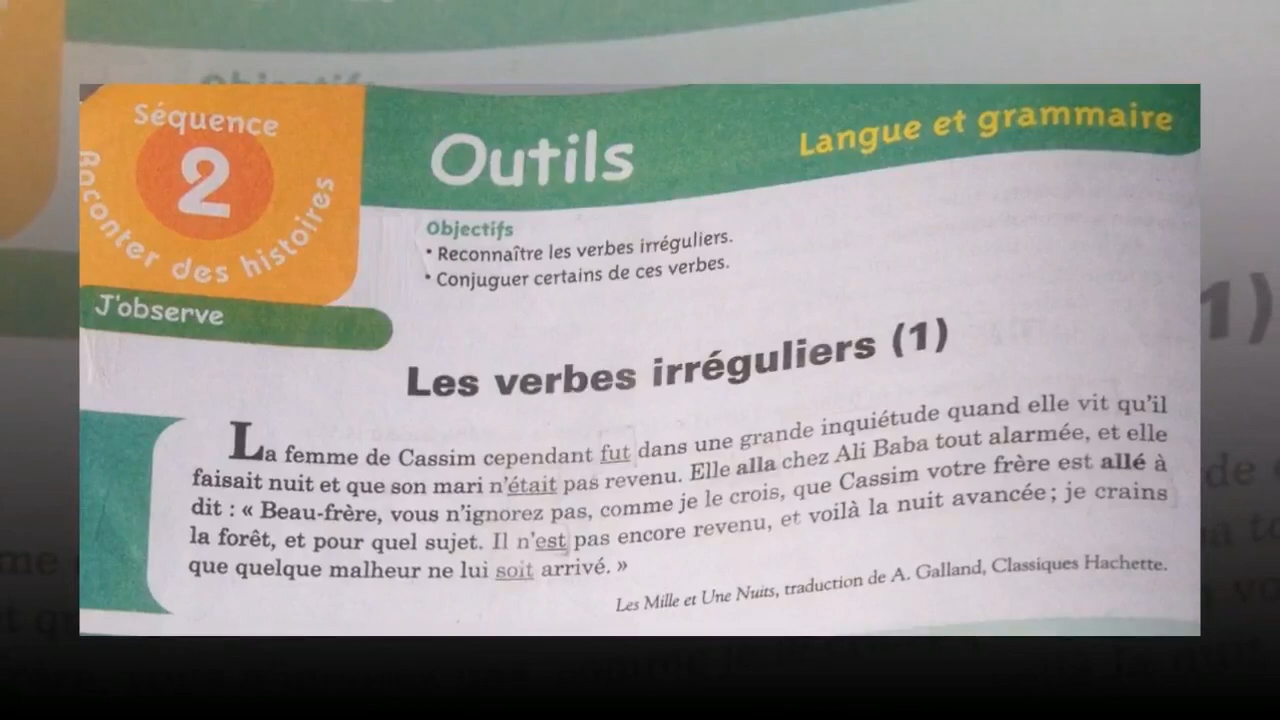 Séquence
2
Raconter des histoires
Outils
Langue et grammaire
Objectifs
• Reconnaître les verbes irréguliers.
• Conjuguer certains de ces verbes.
J'observe
Les verbes irréguliers (1)
La femme de Cassim cependant fut dans une grande inquiétude quand elle vit qu'il
faisait nuit et que son mari n'était pas revenu. Elle alla chez Ali Baba tout alarmée, et elle
dit : « Beau-frère, vous n'ignorez pas, comme je le crois, que Cassim votre frère est allé à
la forêt, et pour quel sujet. Il n'est pas encore revenu, et voilà la nuit avancée ; je crains
que quelque malheur ne lui soit arrivé. »
Les Mille et Une Nuits, traduction de A. Galland, Classiques Hachette.